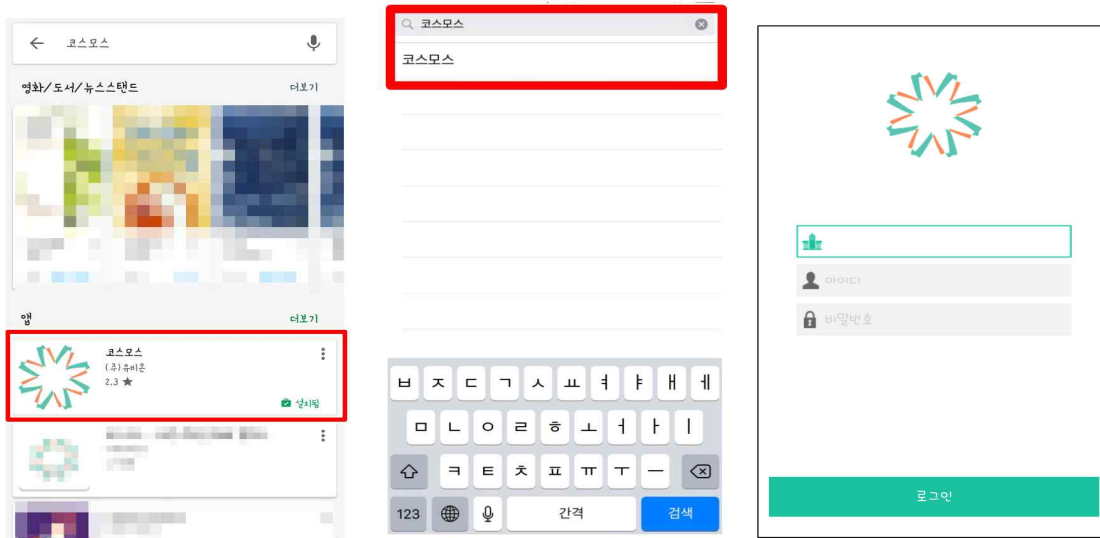 코스모스
영화/도서/뉴스스탠드 더보기
앱 더보기
코스모스
(주)유비온
2.3 ★
설치됨
코스모스
코스모스
ㅂ ㅈ ㄷ ㄱ ㅅ ㅛ ㅕ ㅑ ㅐ ㅔ
ㅁ ㄴ ㅇ ㄹ ㅎ ㅗ ㅓ ㅏ ㅣ
ㅋ ㅌ ㅊ ㅍ ㅠ ㅜ ㅡ
123 간격 검색
아이디
비밀번호
로그인